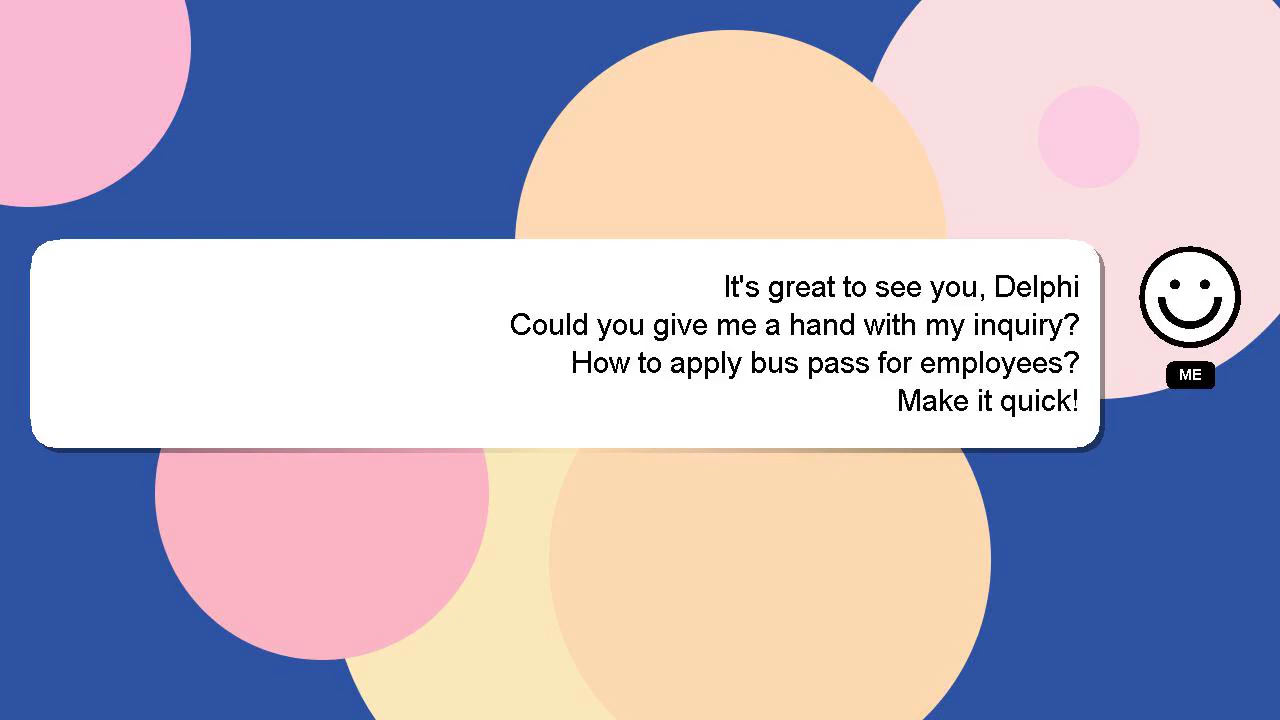 It's great to see you, Delphi
Could you give me a hand with my inquiry?
How to apply bus pass for employees?
Make it quick!
ME